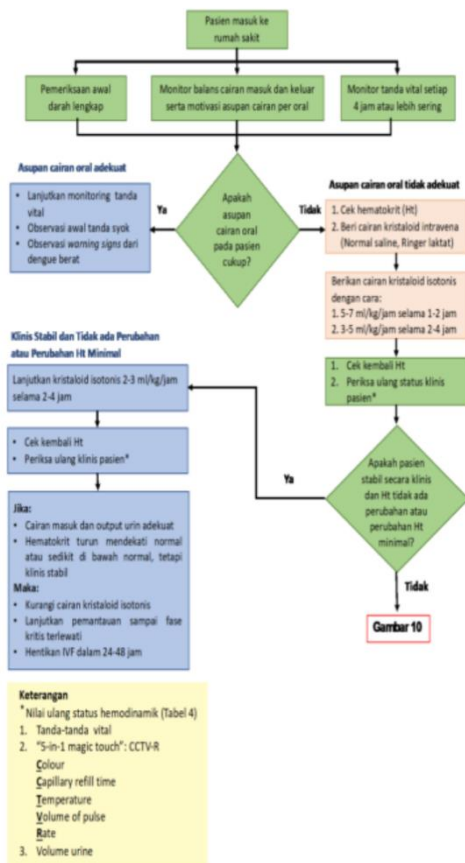 Pasien masuk ke
rumah sakit
Pemeriksaan awal
darah lengkap
Monitor balans cairan masuk dan keluar
serta motivasi asupan cairan per oral
Monitor tanda vital setiap
4 jam atau lebih sering
Asupan cairan oral adekuat
• Lanjutkan monitoring tanda
vital
• Observasi awal tanda syok
• Observasi warning signs dari
dengue berat
Ya
Apakah
asupan
cairan oral
pada pasien
cukup?
Tidak
Asupan cairan oral tidak adekuat
1. Cek hematokrit (Ht)
2. Beri cairan kristaloid intravena
(Normal saline, Ringer laktat)
Berikan cairan kristaloid isotonis
dengan cara:
1. 5-7 ml/kg/jam selama 1-2 jam
2. 3-5 ml/kg/jam selama 2-4 jam
1. Cek kembali Ht
2. Periksa ulang status klinis
pasien*
Apakah pasien
stabil secara klinis
dan Ht tidak ada
perubahan atau
perubahan Ht
minimal?
Ya
Tidak
Gambar 10
Klinis Stabil dan Tidak ada Perubahan
atau Perubahan Ht Minimal
Lanjutkan kristaloid isotonis 2-3 ml/kg/jam
selama 2-4 jam
• Cek kembali Ht
• Periksa ulang klinis pasien*
Jika:
• Cairan masuk dan output urin adekuat
• Hematokrit turun mendekati normal
atau sedikit di bawah normal, tetapi
klinis stabil
Maka:
• Kurangi cairan kristaloid isotonis
• Lanjutkan pemantauan sampai fase
kritis terlewati
• Hentikan IVF dalam 24-48 jam
Keterangan
*Nilai ulang status hemodinamik (Tabel 4)
1. Tanda-tanda vital
2. "5-in-1 magic touch": CCTV-R
Colour
Capillary refill time
Temperature
Volume of pulse
Rate
3. Volume urine